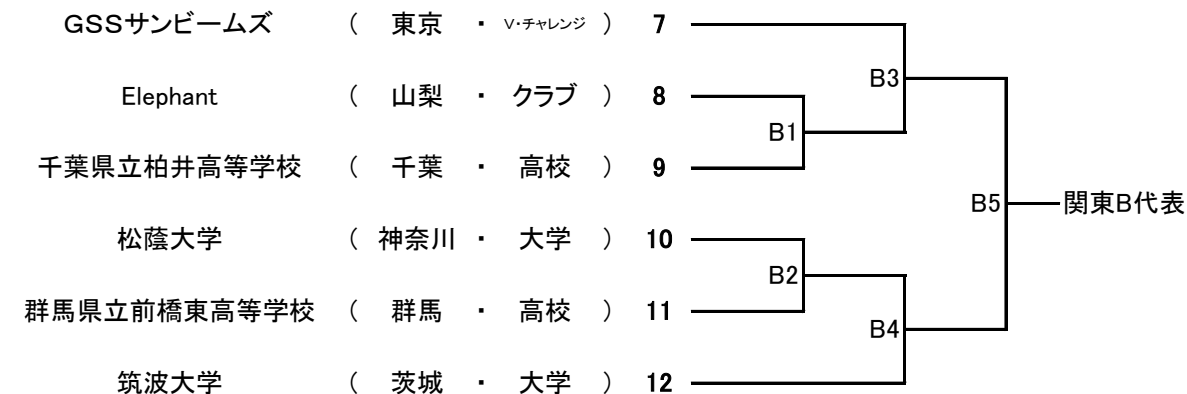 GSSサンビームズ ( 東京 ・ V・チャレンジ ) 7
B3
Elephant ( 山梨 ・ クラブ ) 8
B1
千葉県立柏井高等学校 ( 千葉 ・ 高校 ) 9
B5 関東B代表
松蔭大学 ( 神奈川 ・ 大学 ) 10
B2
群馬県立前橋東高等学校 ( 群馬 ・ 高校 ) 11
B4
筑波大学 ( 茨城 ・ 大学 ) 12